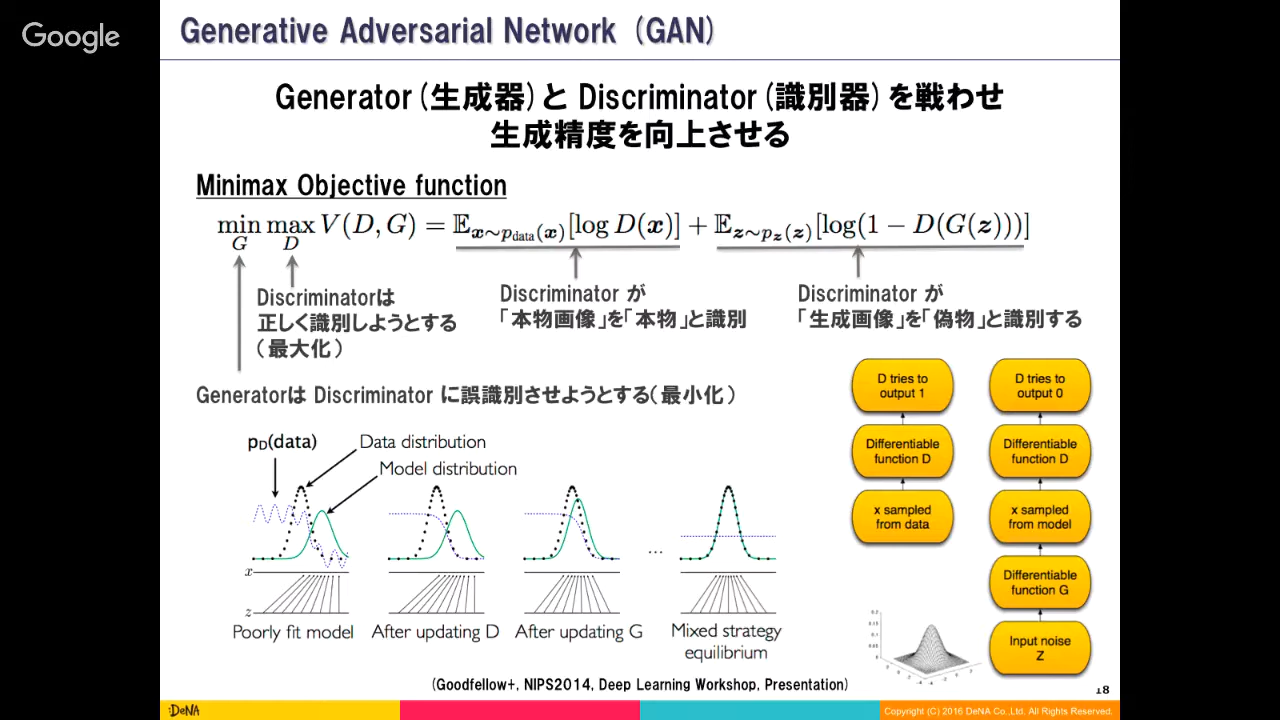 Google
Generative Adversarial Network (GAN)
Generator(生成器)と Discriminator(識別器)を戦わせ
生成精度を向上させる
Minimax Objective function
min_G max_D V(D, G) = 𝔼_{x∼p_data(x)}[log D(x)] + 𝔼_{z∼p_z(z)}[log(1 − D(G(z)))]
Discriminatorは
正しく識別しようとする
(最大化)
Discriminator が
「本物画像」を「本物」と識別
Discriminator が
「生成画像」を「偽物」と識別する
Generatorは Discriminator に誤識別させようとする(最小化)
p_D(data)
Data distribution
Model distribution
...
x
z
Poorly fit model
After updating D
After updating G
Mixed strategy
equilibrium
D tries to
output 1
Differentiable
function D
x sampled
from data
D tries to
output 0
Differentiable
function D
x sampled
from model
Differentiable
function G
Input noise
Z
(Goodfellow+, NIPS2014, Deep Learning Workshop, Presentation)
18
:DeNA
Copyright (C) 2016 DeNA Co.,Ltd. All Rights Reserved.